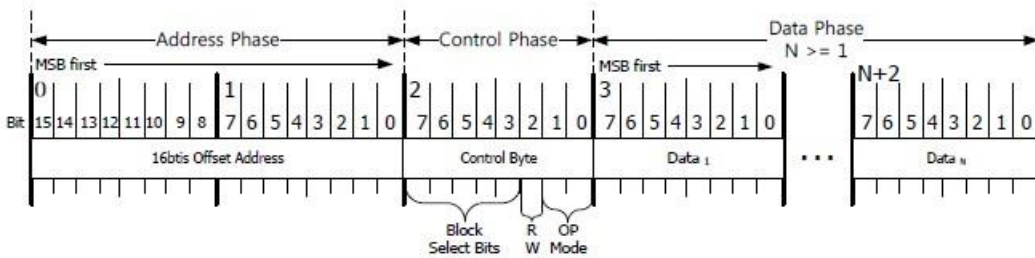 Address Phase Control Phase Data Phase
N >= 1
MSB first MSB first
0 1 2 3 N+2
Bit 15 14 13 12 11 10 9 8 7 6 5 4 3 2 1 0 7 6 5 4 3 2 1 0 7 6 5 4 3 2 1 0 7 6 5 4 3 2 1 0
16btis Offset Address Control Byte Data 1 ... Data N
Block R OP
Select Bits W Mode